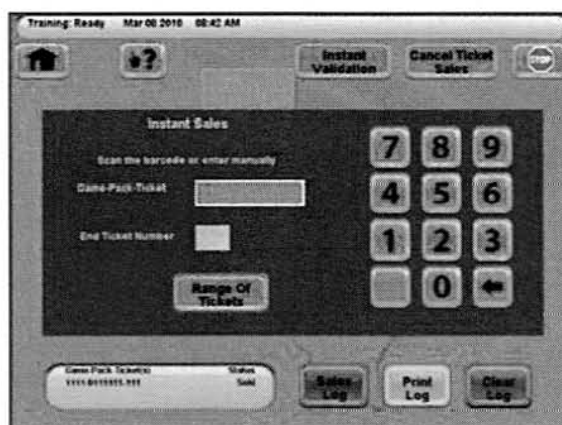 Training: Ready Mar 08 2010 08:42 AM
?
Instant Validation
Cancel Ticket Sales
STOP
Instant Sales
Scan the barcode or enter manually
Game-Pack-Ticket
End Ticket Number
Range Of Tickets
7 8 9
4 5 6
1 2 3
0
Game-Pack-Ticket(s) Status
Sold
Sales Log
Print Log
Clear Log